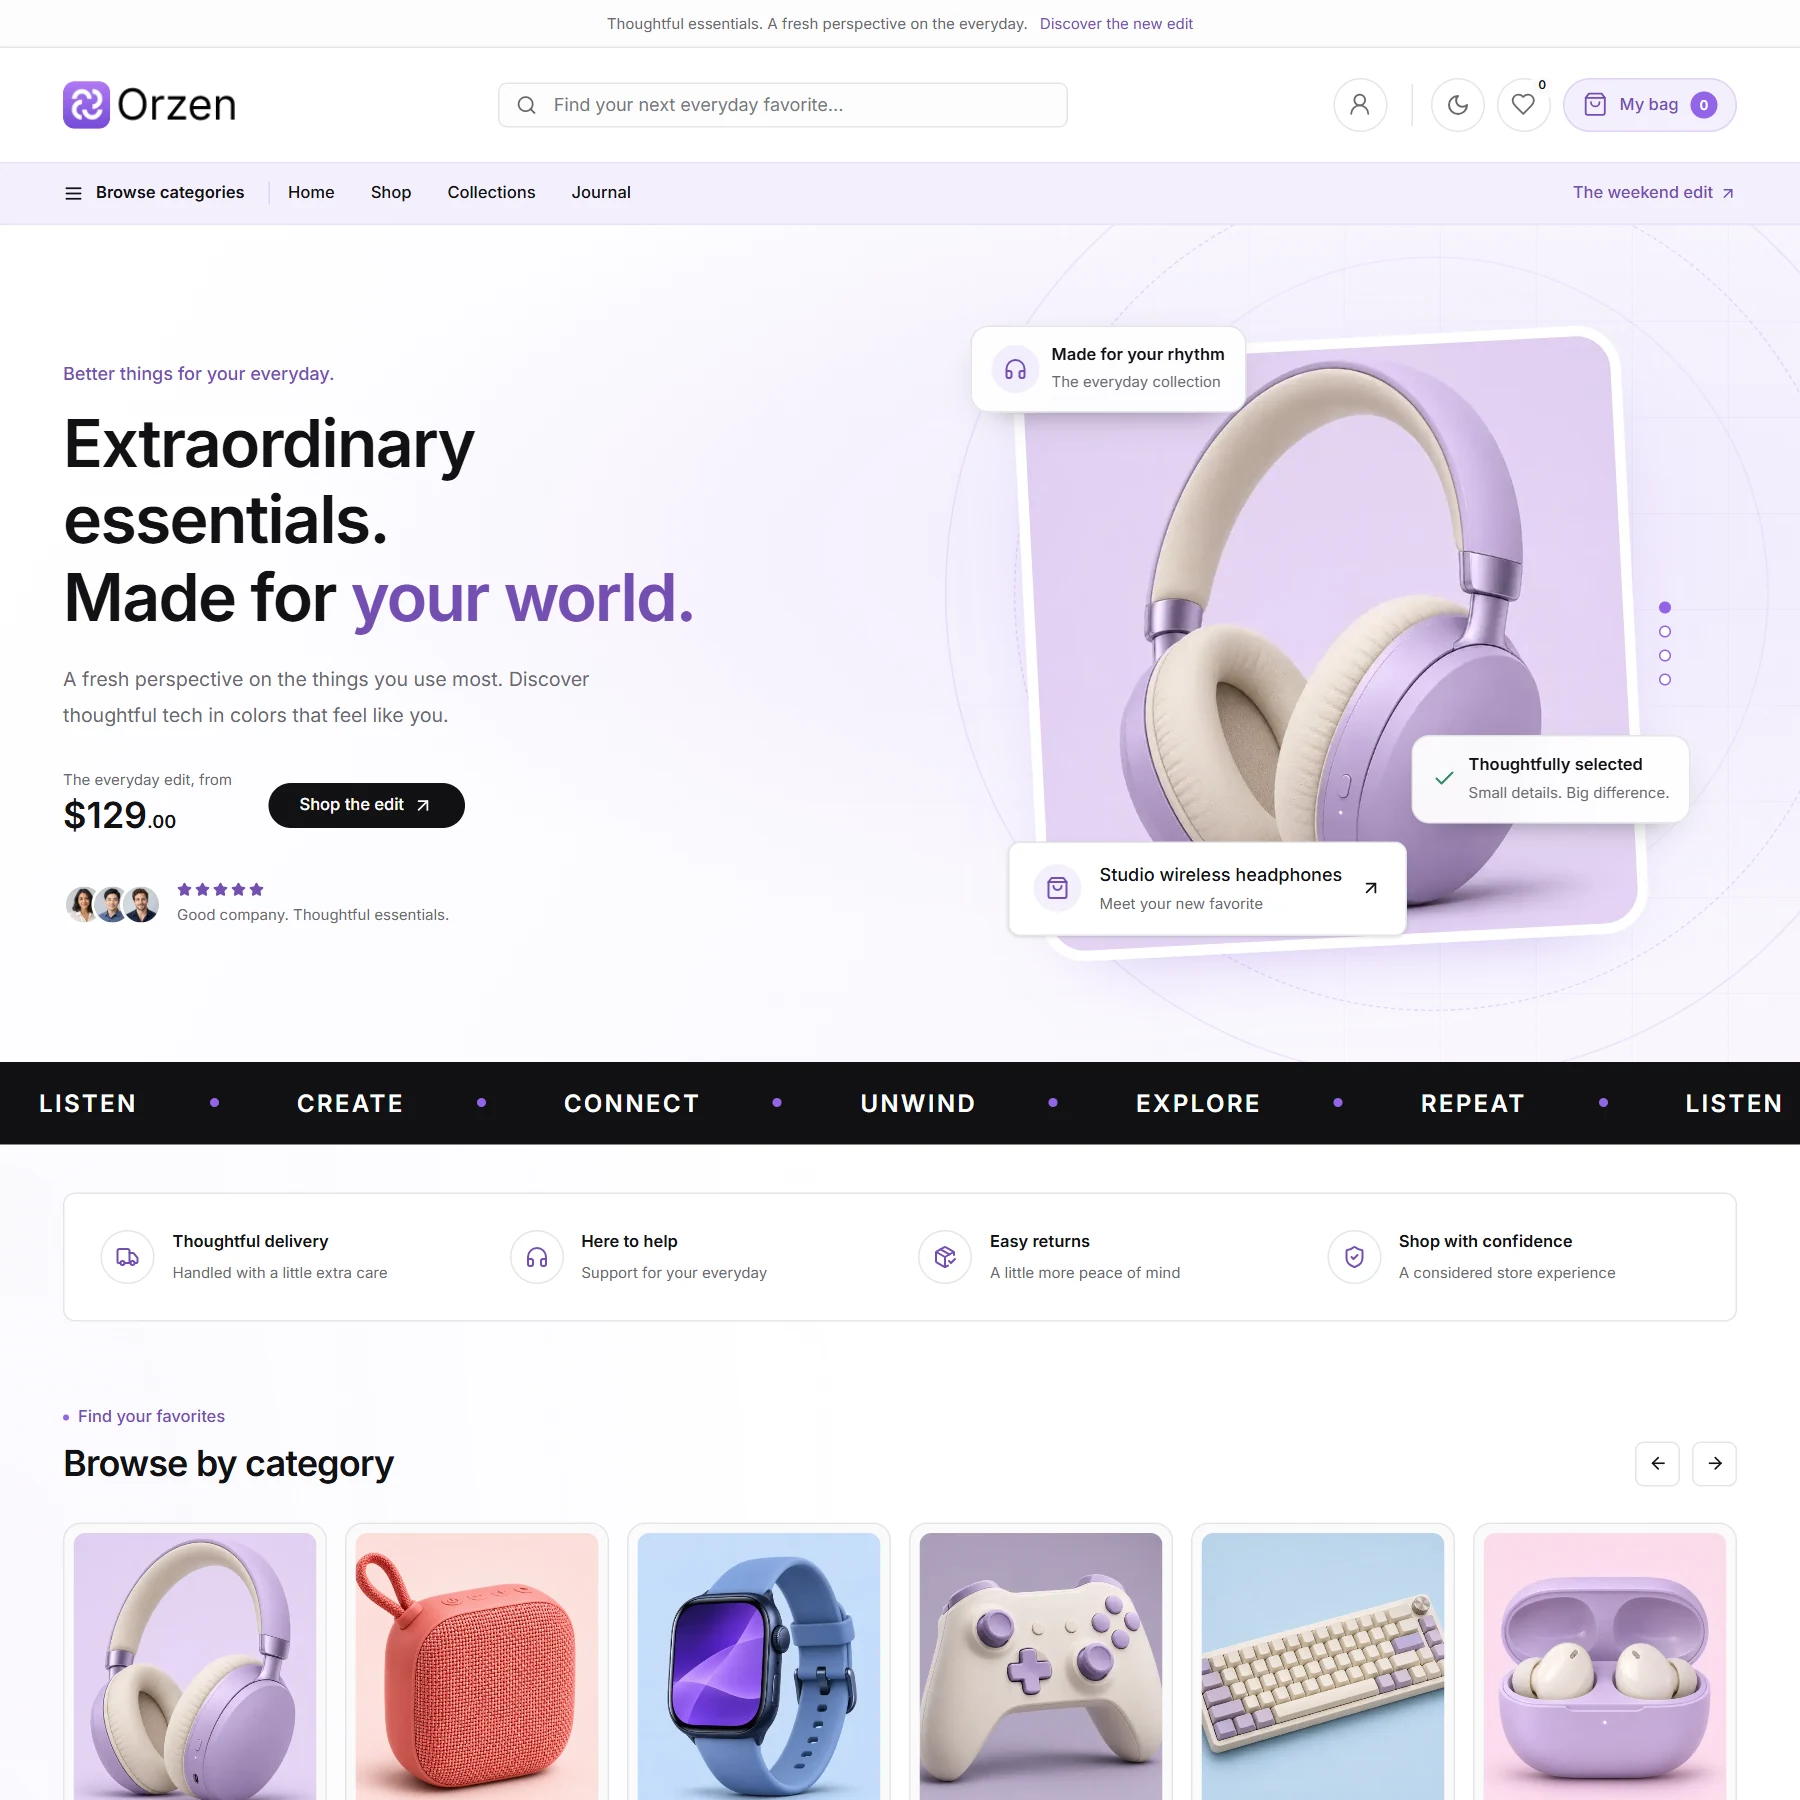 Thoughtful essentials. A fresh perspective on the everyday. Discover the new edit
Orzen
Find your next everyday favorite...
0
My bag 0
Browse categories
Home
Shop
Collections
Journal
The weekend edit
Better things for your everyday.
Extraordinary
essentials.
Made for your world.
A fresh perspective on the things you use most. Discover
thoughtful tech in colors that feel like you.
The everyday edit, from
$129.00
Shop the edit
Good company. Thoughtful essentials.
Made for your rhythm
The everyday collection
Thoughtfully selected
Small details. Big difference.
Studio wireless headphones
Meet your new favorite
LISTEN
CREATE
CONNECT
UNWIND
EXPLORE
REPEAT
LISTEN
Thoughtful delivery
Handled with a little extra care
Here to help
Support for your everyday
Easy returns
A little more peace of mind
Shop with confidence
A considered store experience
Find your favorites
Browse by category